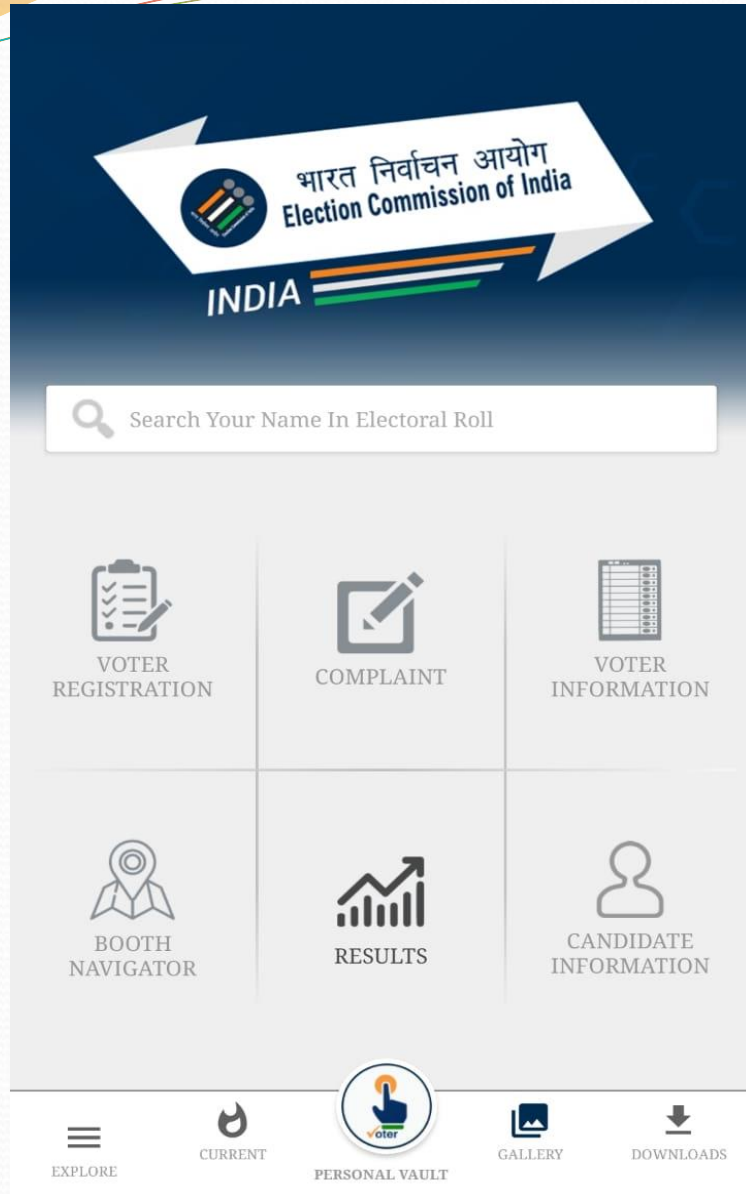 भारत निर्वाचन आयोग
Election Commission of India
INDIA
Search Your Name In Electoral Roll
VOTER
REGISTRATION
COMPLAINT
VOTER
INFORMATION
BOOTH
NAVIGATOR
RESULTS
CANDIDATE
INFORMATION
EXPLORE
CURRENT
Voter
PERSONAL VAULT
GALLERY
DOWNLOADS